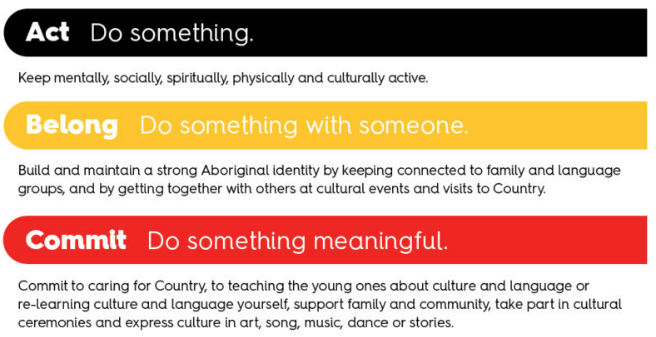 Act Do something.
Keep mentally, socially, spiritually, physically and culturally active.
Belong Do something with someone.
Build and maintain a strong Aboriginal identity by keeping connected to family and language
groups, and by getting together with others at cultural events and visits to Country.
Commit Do something meaningful.
Commit to caring for Country, to teaching the young ones about culture and language or
re-learning culture and language yourself, support family and community, take part in cultural
ceremonies and express culture in art, song, music, dance or stories.